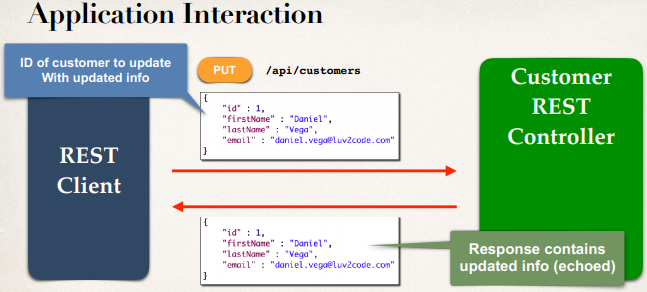 Application Interaction
ID of customer to update
With updated info
PUT /api/customers
{
"id" : 1,
"firstName" : "Daniel",
"lastName" : "Vega",
"email" : "daniel.vega@luv2code.com"
}
REST
Client
Customer
REST
Controller
{
"id" : 1,
"firstName" : "Daniel",
"lastName" : "Vega",
"email" : "daniel.vega@luv2code.com"
}
Response contains
updated info (echoed)